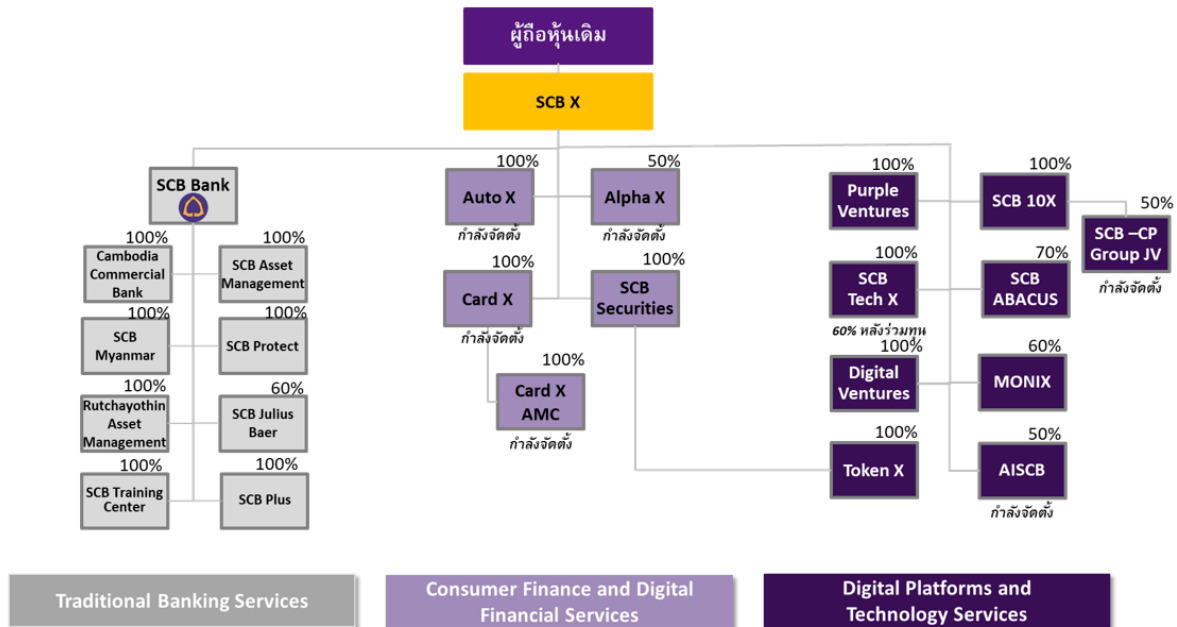 ผู้ถือหุ้นเดิม
SCB X
SCB Bank
100%
Cambodia
Commercial
Bank
100%
SCB Asset
Management
100%
SCB
Myanmar
100%
SCB Protect
100%
Rutchayothin
Asset
Management
60%
SCB Julius
Baer
100%
SCB Training
Center
100%
SCB Plus
100%
Auto X
กำลังจัดตั้ง
50%
Alpha X
กำลังจัดตั้ง
100%
Card X
กำลังจัดตั้ง
100%
SCB
Securities
100%
Card X
AMC
กำลังจัดตั้ง
100%
Purple
Ventures
100%
SCB 10X
50%
SCB –CP
Group JV
กำลังจัดตั้ง
100%
SCB
Tech X
60% หลังร่วมทุน
70%
SCB
ABACUS
100%
Digital
Ventures
60%
MONIX
100%
Token X
50%
AISCB
กำลังจัดตั้ง
Traditional Banking Services
Consumer Finance and Digital
Financial Services
Digital Platforms and
Technology Services